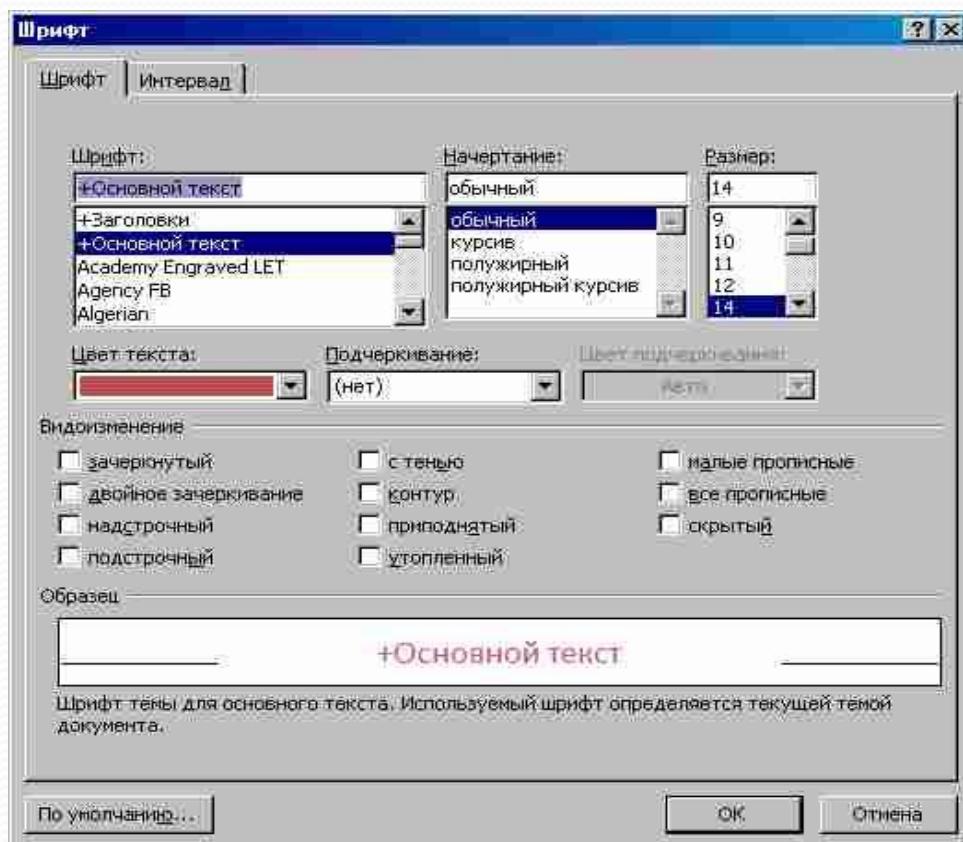 Шрифт
Шрифт Интервал
Шрифт: Начертание: Размер:
+Основной текст обычный 14
+Заголовки обычный 9
+Основной текст курсив 10
Academy Engraved LET полужирный 11
Agency FB полужирный курсив 12
Algerian 14
Цвет текста: Подчеркивание: Цвет подчеркивания:
(нет) Авто
Видоизменение
зачеркнутый с тенью малые прописные
двойное зачеркивание контур все прописные
надстрочный приподнятый скрытый
подстрочный утопленный
Образец
+Основной текст
Шрифт темы для основного текста. Используемый шрифт определяется текущей темой
документа.
По умолчанию... ОК Отмена